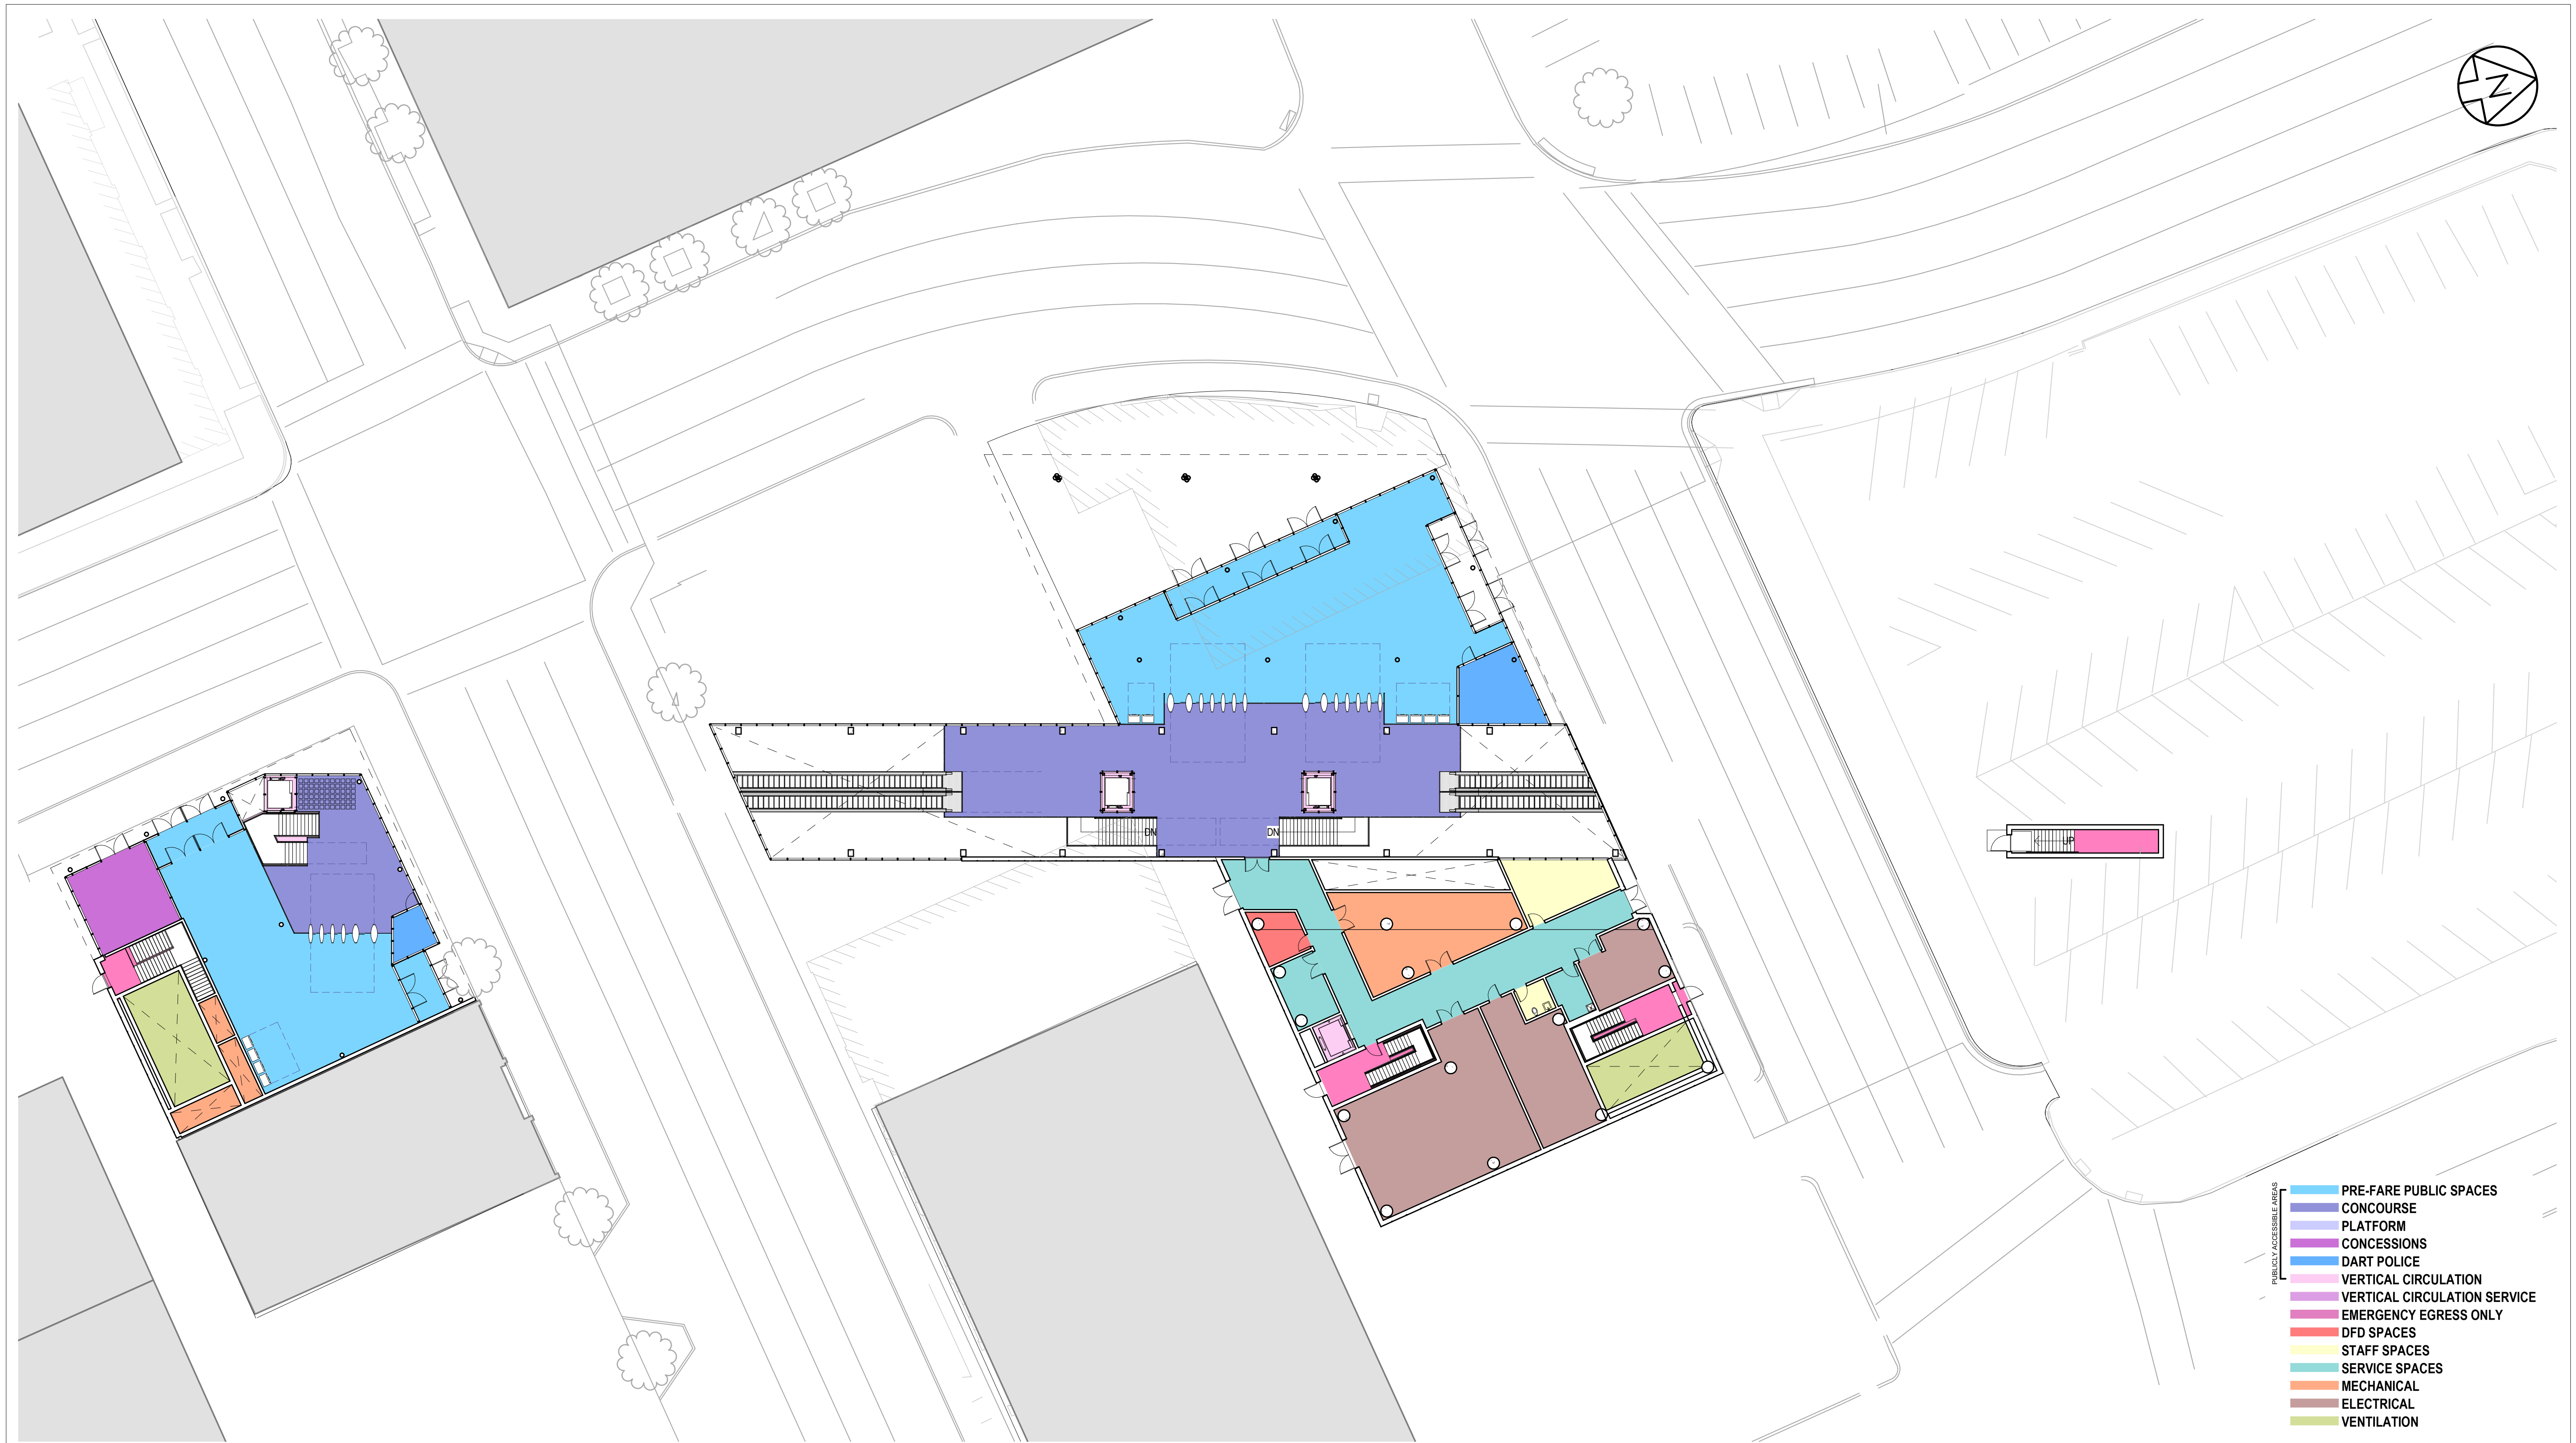 N
DN
DN
UP
PUBLICLY ACCESSIBLE AREAS
PRE-FARE PUBLIC SPACES
CONCOURSE
PLATFORM
CONCESSIONS
DART POLICE
VERTICAL CIRCULATION
VERTICAL CIRCULATION SERVICE
EMERGENCY EGRESS ONLY
DFD SPACES
STAFF SPACES
SERVICE SPACES
MECHANICAL
ELECTRICAL
VENTILATION